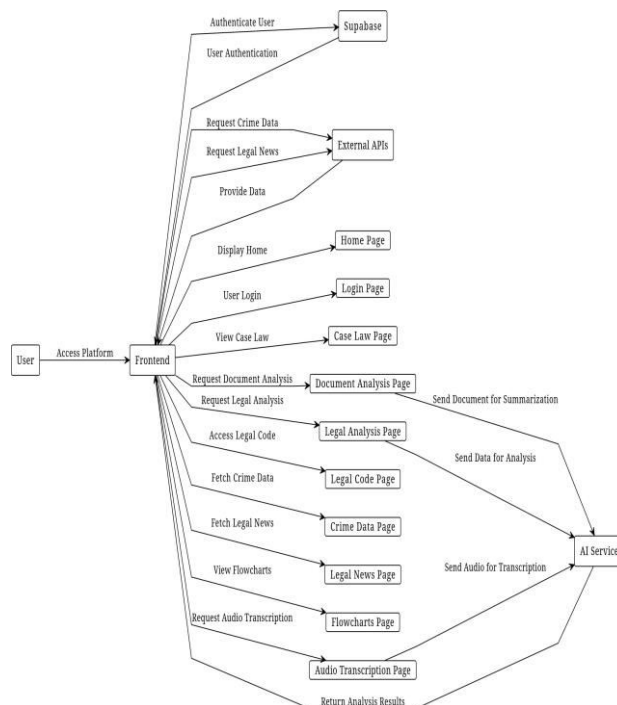 Authenticate User
Supabase
User Authentication
Request Crime Data
Request Legal News
External APIs
Provide Data
Display Home
Home Page
User Login
Login Page
View Case Law
Case Law Page
User
Access Platform
Frontend
Request Document Analysis
Document Analysis Page
Send Document for Summarization
Request Legal Analysis
Legal Analysis Page
Access Legal Code
Send Data for Analysis
Legal Code Page
Fetch Crime Data
Crime Data Page
Fetch Legal News
AI Service
Legal News Page
Send Audio for Transcription
View Flowcharts
Flowcharts Page
Request Audio Transcription
Audio Transcription Page
Return Analysis Results